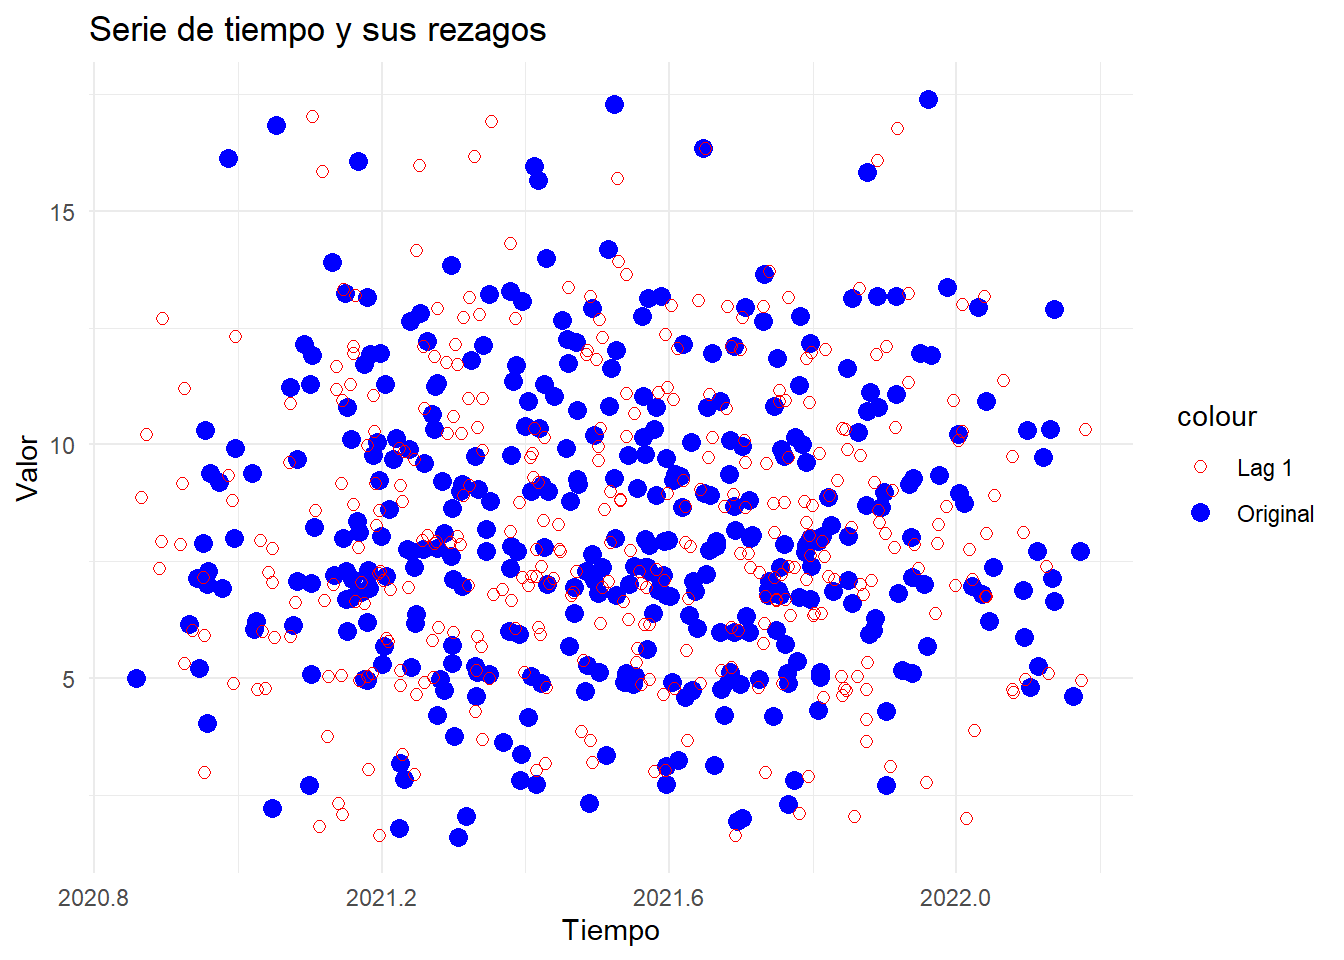 Serie de tiempo y sus rezagos
Valor
15
10
5
2020.8
2021.2
2021.6
2022.0
Tiempo
colour
Lag 1
Original